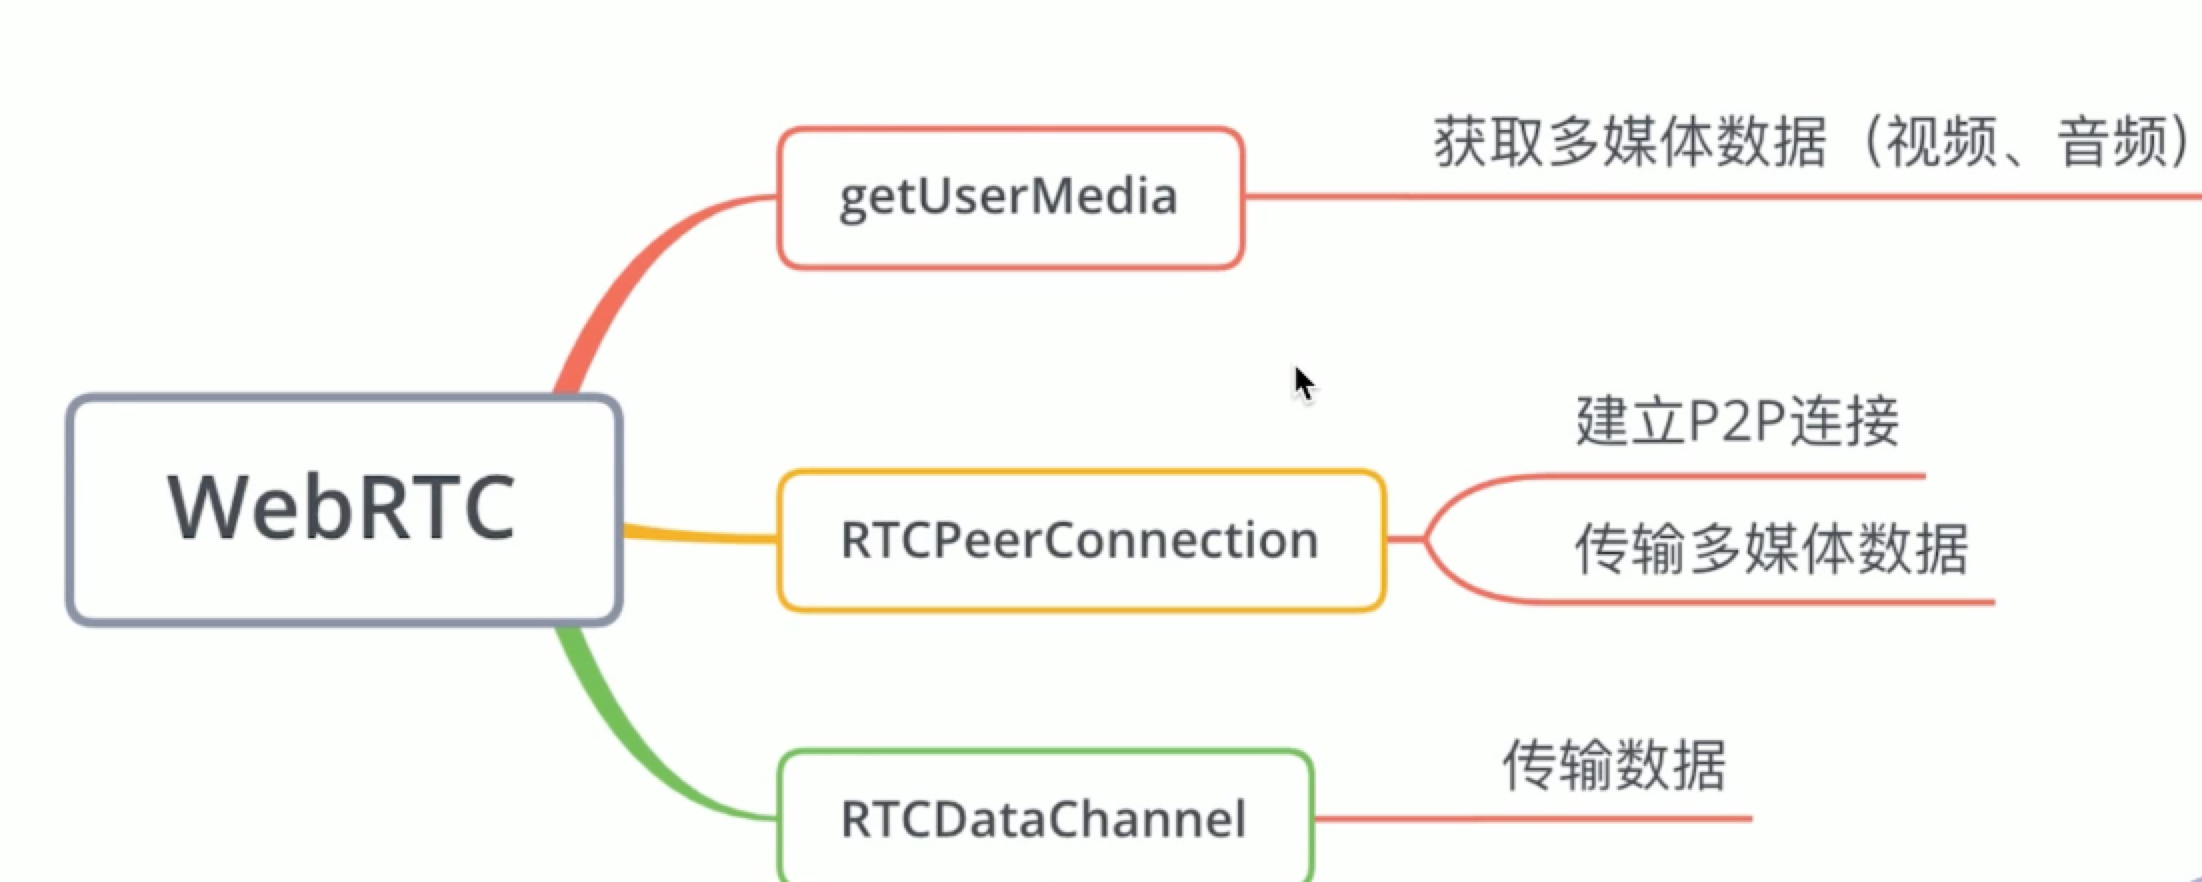 获取多媒体数据（视频、音频）
getUserMedia
建立P2P连接
WebRTC
RTCPeerConnection
传输多媒体数据
传输数据
RTCDataChannel